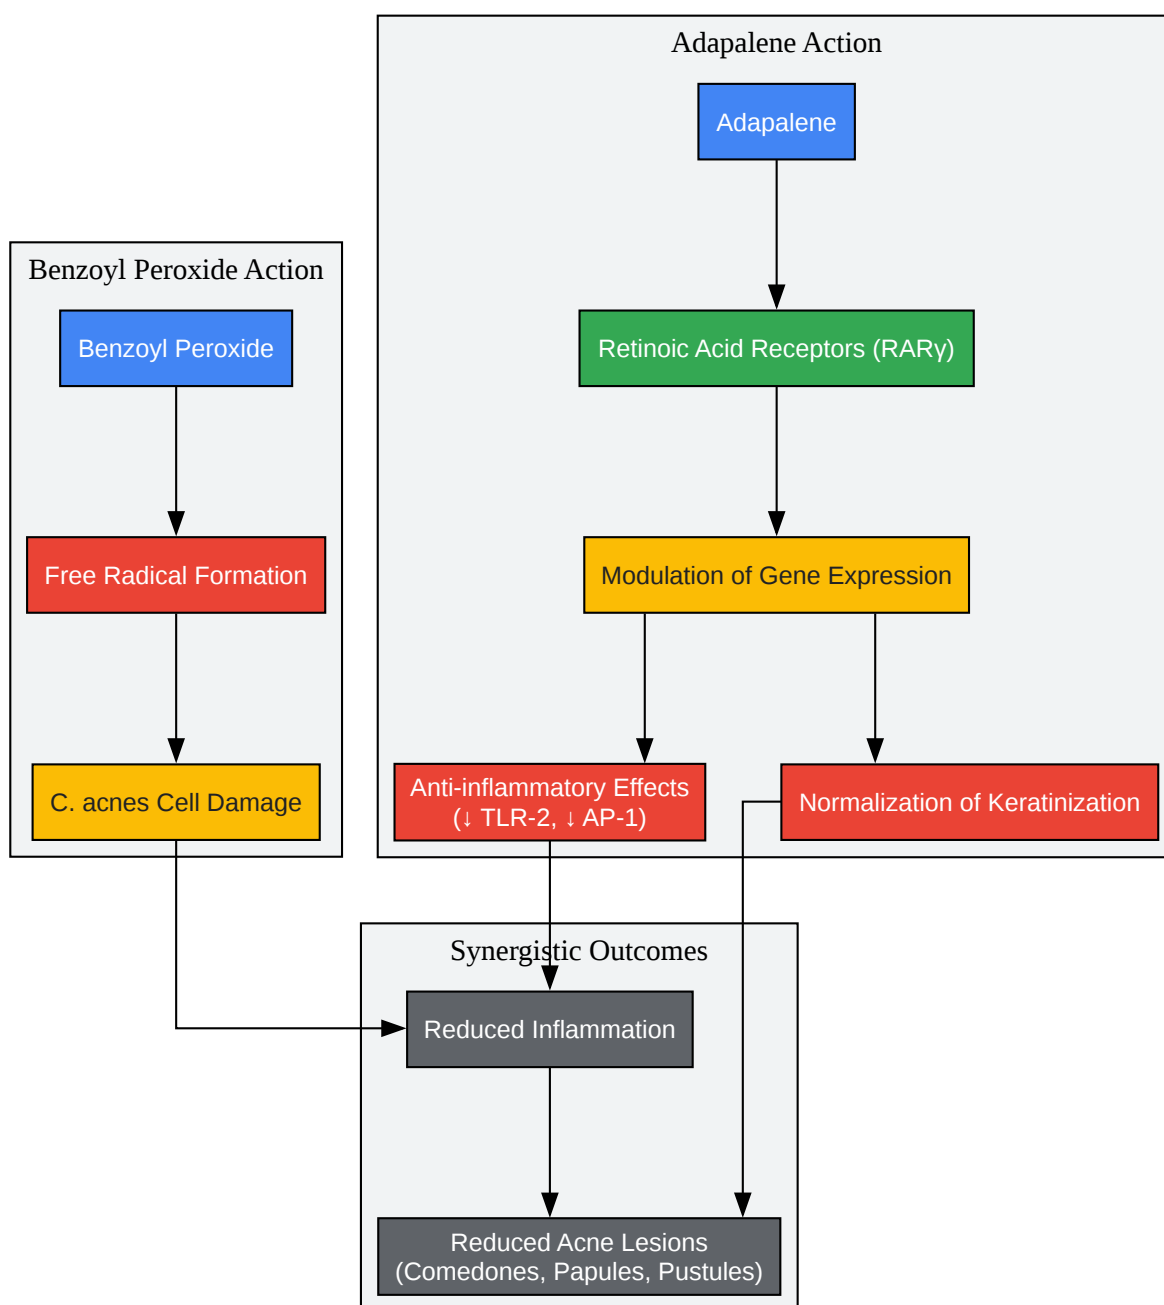 Adapalene Action
Adapalene
Benzoyl Peroxide Action
Benzoyl Peroxide
Retinoic Acid Receptors (RARγ)
Free Radical Formation
Modulation of Gene Expression
C. acnes Cell Damage
Anti-inflammatory Effects
(↓ TLR-2, ↓ AP-1)
Normalization of Keratinization
Synergistic Outcomes
Reduced Inflammation
Reduced Acne Lesions
(Comedones, Papules, Pustules)